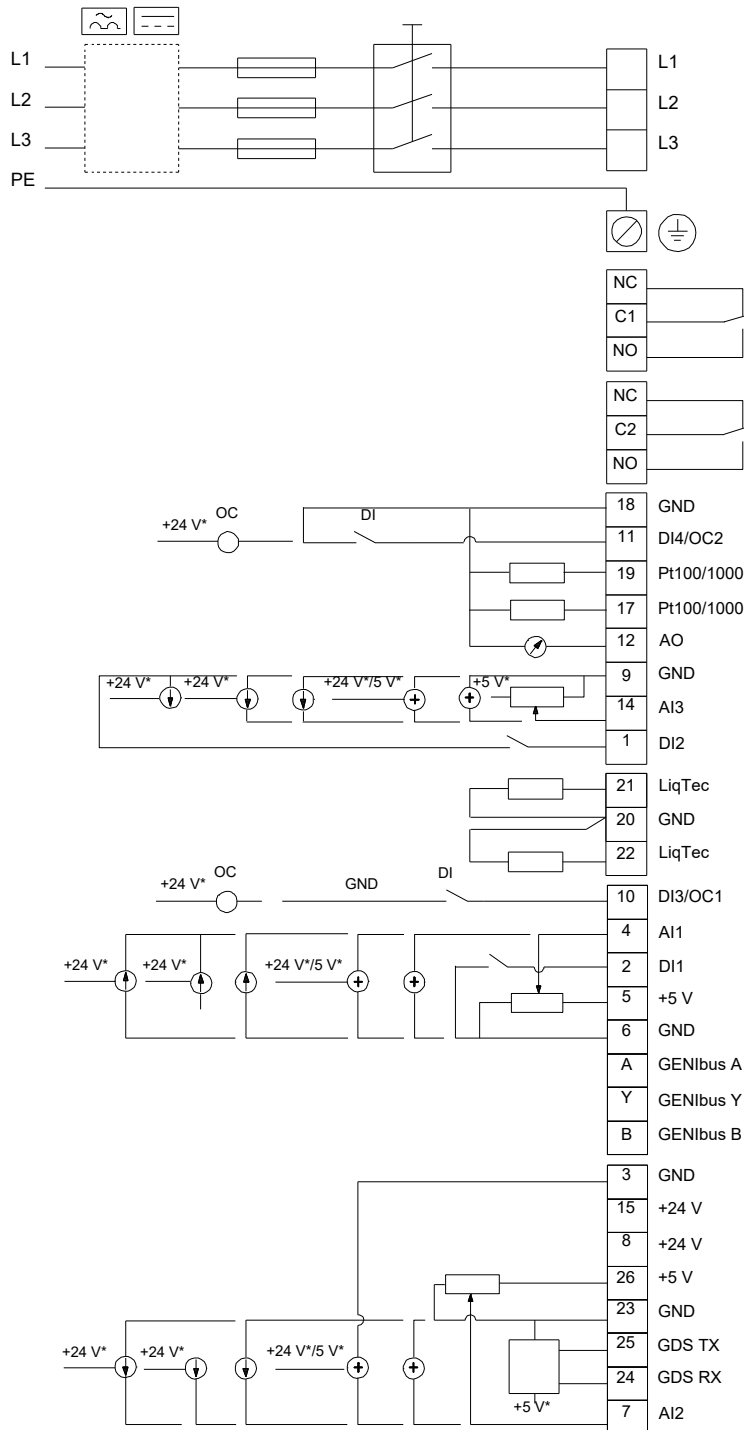 L1 L1
L2 L2
L3 L3
PE
NC
C1
NO
NC
C2
NO
18 GND
+24 V* OC DI 11 DI4/OC2
19 Pt100/1000
17 Pt100/1000
12 AO
9 GND
+24 V* +24 V* +24 V*/5 V* +5 V*
14 AI3
1 DI2
21 LiqTec
20 GND
22 LiqTec
+24 V* OC GND DI 10 DI3/OC1
4 AI1
+24 V* +24 V* +24 V*/5 V* 2 DI1
5 +5 V
6 GND
A GENIbus A
Y GENIbus Y
B GENIbus B
3 GND
15 +24 V
8 +24 V
26 +5 V
23 GND
25 GDS TX
+24 V* +24 V* +24 V*/5 V*
24 GDS RX
+5 V*
7 AI2